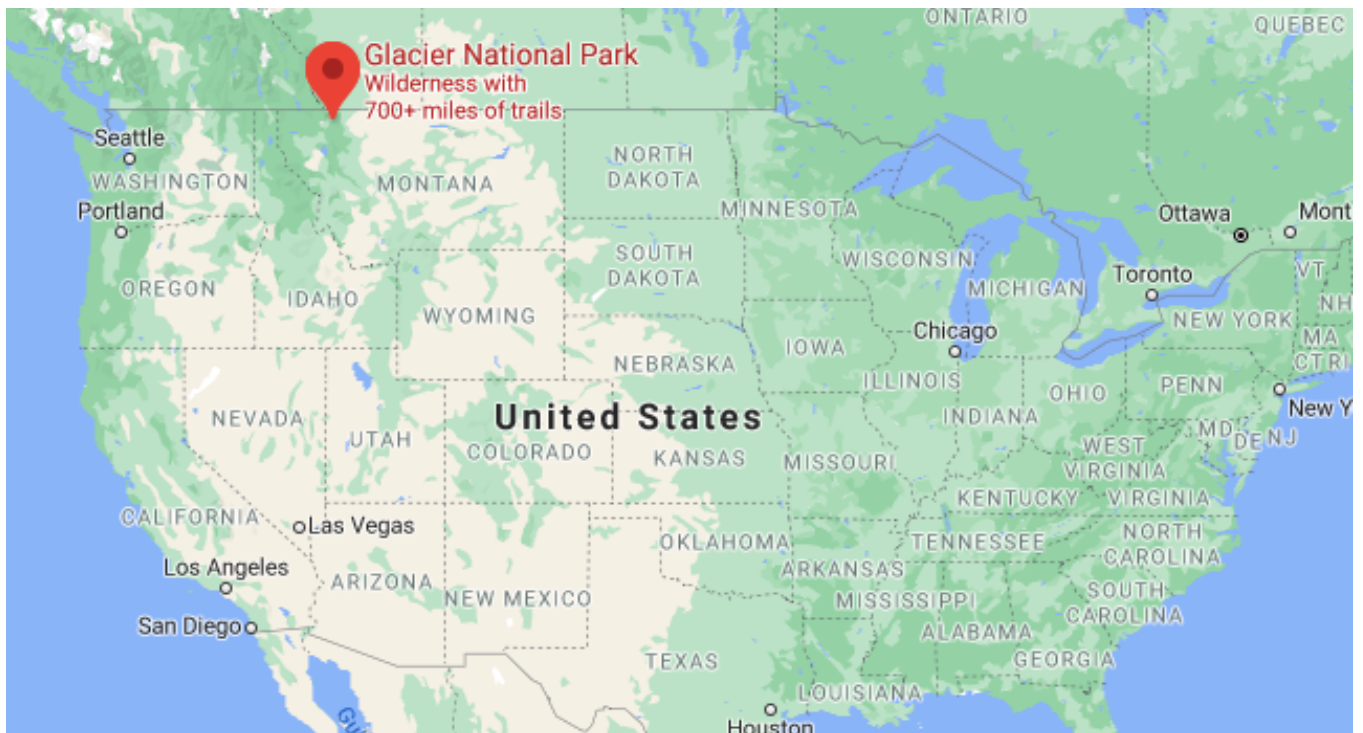 ONTARIO
QUEBEC
Glacier National Park
Wilderness with
700+ miles of trails
Seattle
WASHINGTON
MONTANA
NORTH
DAKOTA
MINNESOTA
Portland
Ottawa
Mont
OREGON
IDAHO
WYOMING
SOUTH
DAKOTA
WISCONSIN
MICHIGAN
Toronto
VT
NH
NEW YORK
MA
CT RI
Chicago
IOWA
NEBRASKA
ILLINOIS
INDIANA
OHIO
PENN
New Y
NEVADA
UTAH
United States
COLORADO
KANSAS
MISSOURI
WEST
VIRGINIA
MD
DE
NJ
KENTUCKY
VIRGINIA
CALIFORNIA
Las Vegas
OKLAHOMA
TENNESSEE
NORTH
CAROLINA
Los Angeles
ARIZONA
NEW MEXICO
ARKANSAS
MISSISSIPPI
SOUTH
CAROLINA
San Diego
ALABAMA
GEORGIA
TEXAS
LOUISIANA
Houston
Gu